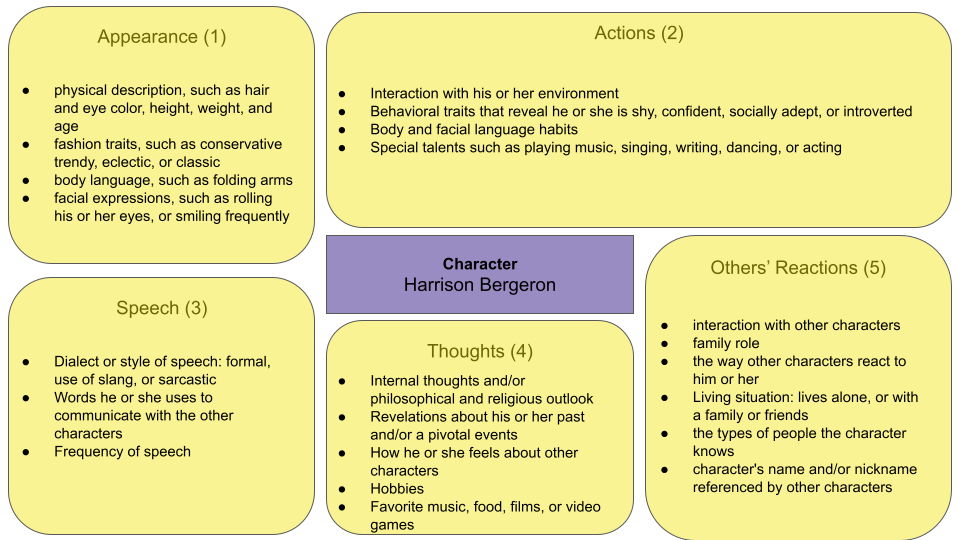 Appearance (1)
● physical description, such as hair
and eye color, height, weight, and
age
● fashion traits, such as conservative
trendy, eclectic, or classic
● body language, such as folding arms
● facial expressions, such as rolling
his or her eyes, or smiling frequently
Actions (2)
● Interaction with his or her environment
● Behavioral traits that reveal he or she is shy, confident, socially adept, or introverted
● Body and facial language habits
● Special talents such as playing music, singing, writing, dancing, or acting
Character
Harrison Bergeron
Speech (3)
● Dialect or style of speech: formal,
use of slang, or sarcastic
● Words he or she uses to
communicate with the other
characters
● Frequency of speech
Thoughts (4)
● Internal thoughts and/or
philosophical and religious outlook
● Revelations about his or her past
and/or a pivotal events
● How he or she feels about other
characters
● Hobbies
● Favorite music, food, films, or video
games
Others’ Reactions (5)
● interaction with other characters
● family role
● the way other characters react to
him or her
● Living situation: lives alone, or with
a family or friends
● the types of people the character
knows
● character's name and/or nickname
referenced by other characters